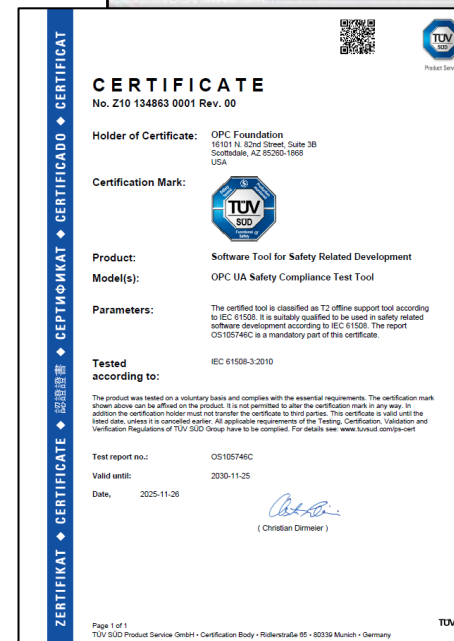 TÜV
SÜD
Product Serv
CERTIFICATE
No. Z10 134863 0001 Rev. 00
Holder of Certificate: OPC Foundation
16101 N. 82nd Street, Suite 3B
Scottsdale, AZ 85260-1868
USA
Certification Mark:
TÜV
SÜD
Functional
Safety
Product: Software Tool for Safety Related Development
Model(s): OPC UA Safety Compliance Test Tool
Parameters: The certified tool is classified as T2 offline support tool according
to IEC 61508. It is suitably qualified to be used in safety related
software development according to IEC 61508. The report
OS105746C is a mandatory part of this certificate.
Tested IEC 61508-3:2010
according to:
The product was tested on a voluntary basis and complies with the essential requirements. The certification mark
shown above can be affixed on the product. It is not permitted to alter the certification mark in any way. In
addition the certification holder must not transfer the certificate to third parties. This certificate is valid until the
listed date, unless it is cancelled earlier. All applicable requirements of the Testing, Certification, Validation and
Verification Regulations of TÜV SÜD Group have to be complied. For details see: www.tuvsud.com/ps-cert
Test report no.: OS105746C
Valid until: 2030-11-25
Date, 2025-11-26
( Christian Dirmeier )
Page 1 of 1
TÜV SÜD Product Service GmbH • Certification Body • Ridlerstraße 65 • 80339 Munich • Germany
TÜV
ZERTIFIKAT ◆ CERTIFICATE ◆ 認證證書 ◆ СЕРТИФИКАТ ◆ CERTIFICADO ◆ CERTIFICAT